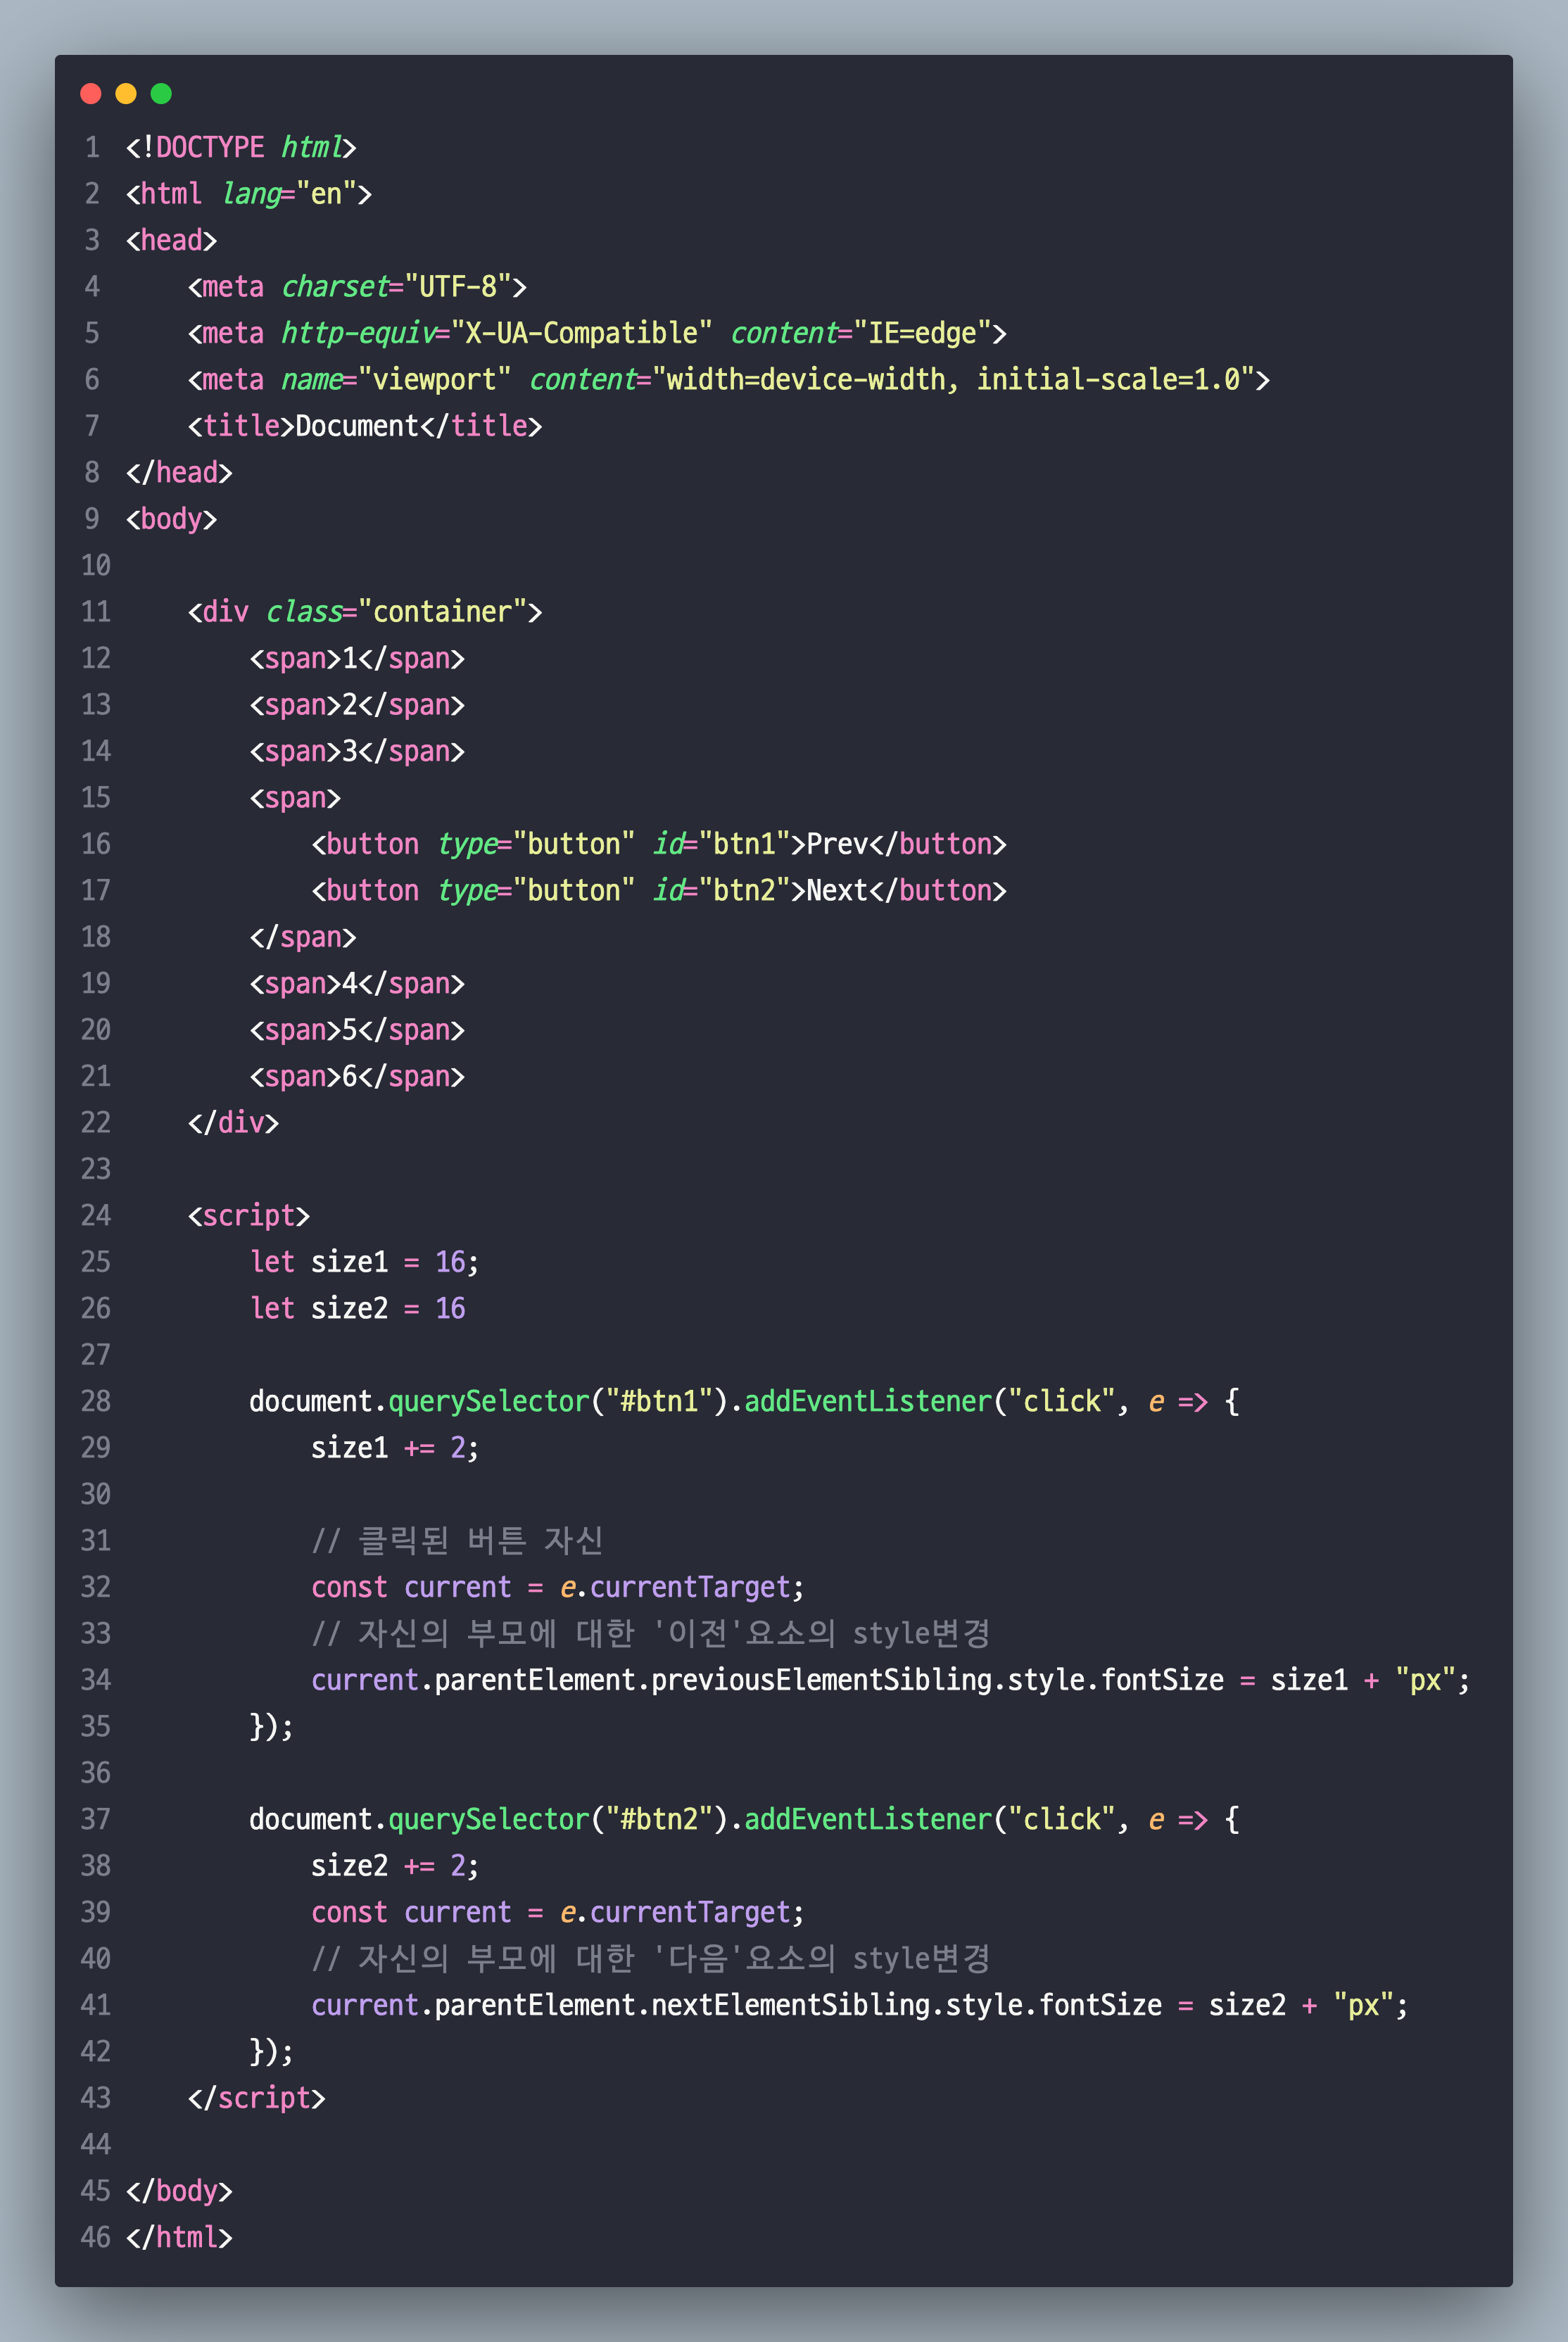 1 <!DOCTYPE html>
2 <html lang="en">
3 <head>
4     <meta charset="UTF-8">
5     <meta http-equiv="X-UA-Compatible" content="IE=edge">
6     <meta name="viewport" content="width=device-width, initial-scale=1.0">
7     <title>Document</title>
8 </head>
9 <body>
10
11     <div class="container">
12         <span>1</span>
13         <span>2</span>
14         <span>3</span>
15         <span>
16             <button type="button" id="btn1">Prev</button>
17             <button type="button" id="btn2">Next</button>
18         </span>
19         <span>4</span>
20         <span>5</span>
21         <span>6</span>
22     </div>
23
24     <script>
25         let size1 = 16;
26         let size2 = 16
27
28         document.querySelector("#btn1").addEventListener("click", e => {
29             size1 += 2;
30
31             // 클릭된 버튼 자신
32             const current = e.currentTarget;
33             // 자신의 부모에 대한 '이전'요소의 style변경
34             current.parentElement.previousElementSibling.style.fontSize = size1 + "px";
35         });
36
37         document.querySelector("#btn2").addEventListener("click", e => {
38             size2 += 2;
39             const current = e.currentTarget;
40             // 자신의 부모에 대한 '다음'요소의 style변경
41             current.parentElement.nextElementSibling.style.fontSize = size2 + "px";
42         });
43     </script>
44
45 </body>
46 </html>